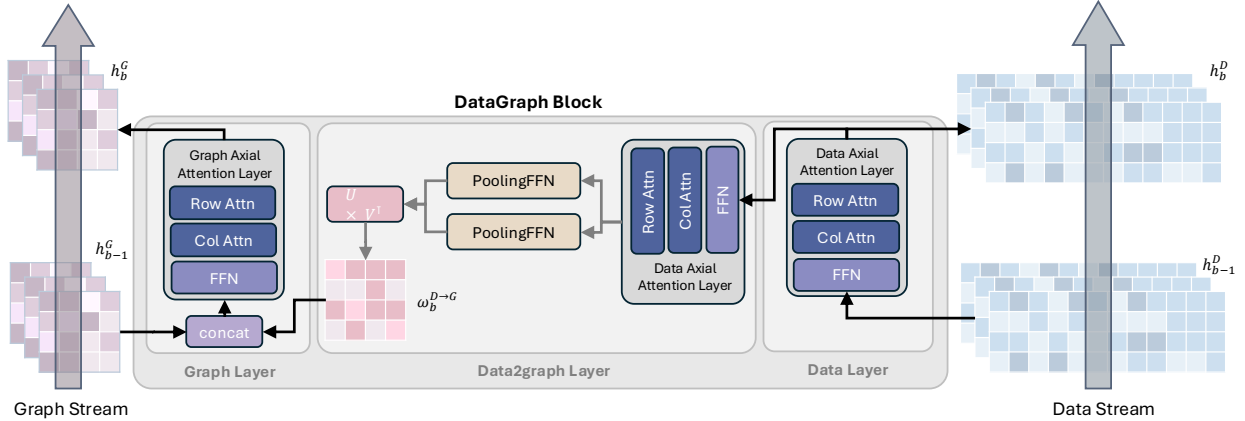 DataGraph Block
h_b^G
h_b^D
Graph Axial
Attention Layer
Row Attn
Col Attn
FFN
concat
Graph Layer
U
× V^T
ω_b^{D→G}
PoolingFFN
PoolingFFN
Row Attn
Col Attn
FFN
Data Axial
Attention Layer
Data2graph Layer
Data Axial
Attention Layer
Row Attn
Col Attn
FFN
Data Layer
h_{b-1}^G
h_{b-1}^D
Graph Stream
Data Stream